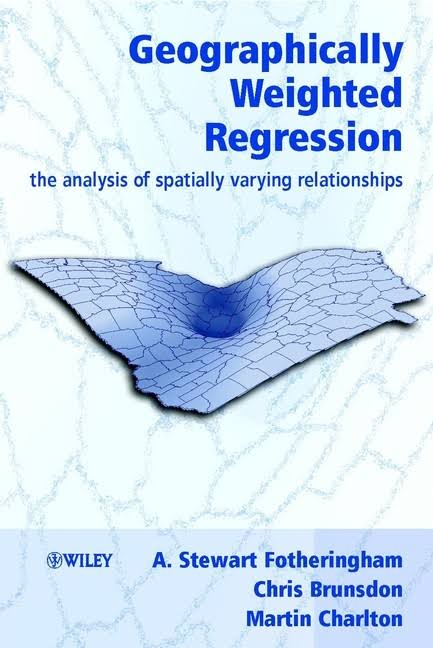 Geographically
Weighted
Regression
the analysis of spatially varying relationships
WILEY
A. Stewart Fotheringham
Chris Brunsdon
Martin Charlton